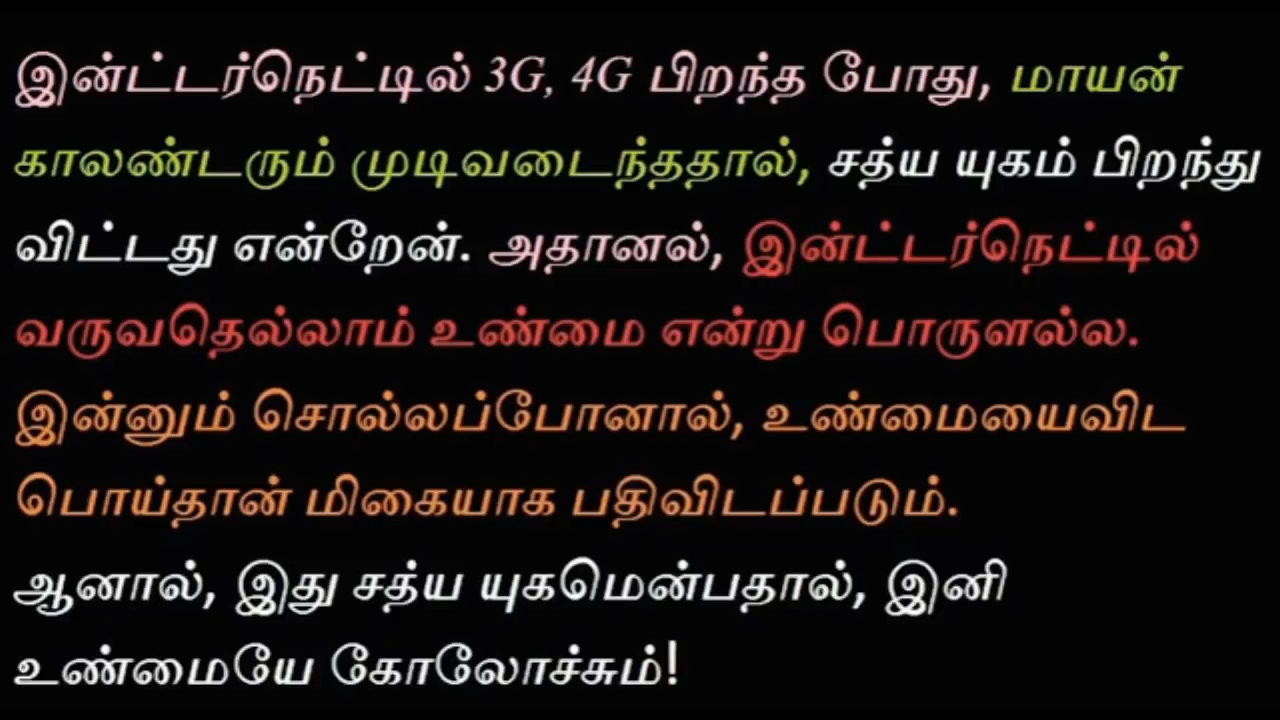 இன்ட்டர்நெட்டில் 3G, 4G பிறந்த போது, மாயன்
காலண்டரும் முடிவடைந்ததால், சத்ய யுகம் பிறந்து
விட்டது என்றேன். அதானல், இன்ட்டர்நெட்டில்
வருவதெல்லாம் உண்மை என்று பொருளல்ல.
இன்னும் சொல்லப்போனால், உண்மையைவிட
பொய்தான் மிகையாக பதிவிடப்படும்.
ஆனால், இது சத்ய யுகமென்பதால், இனி
உண்மையே கோலோச்சும்!